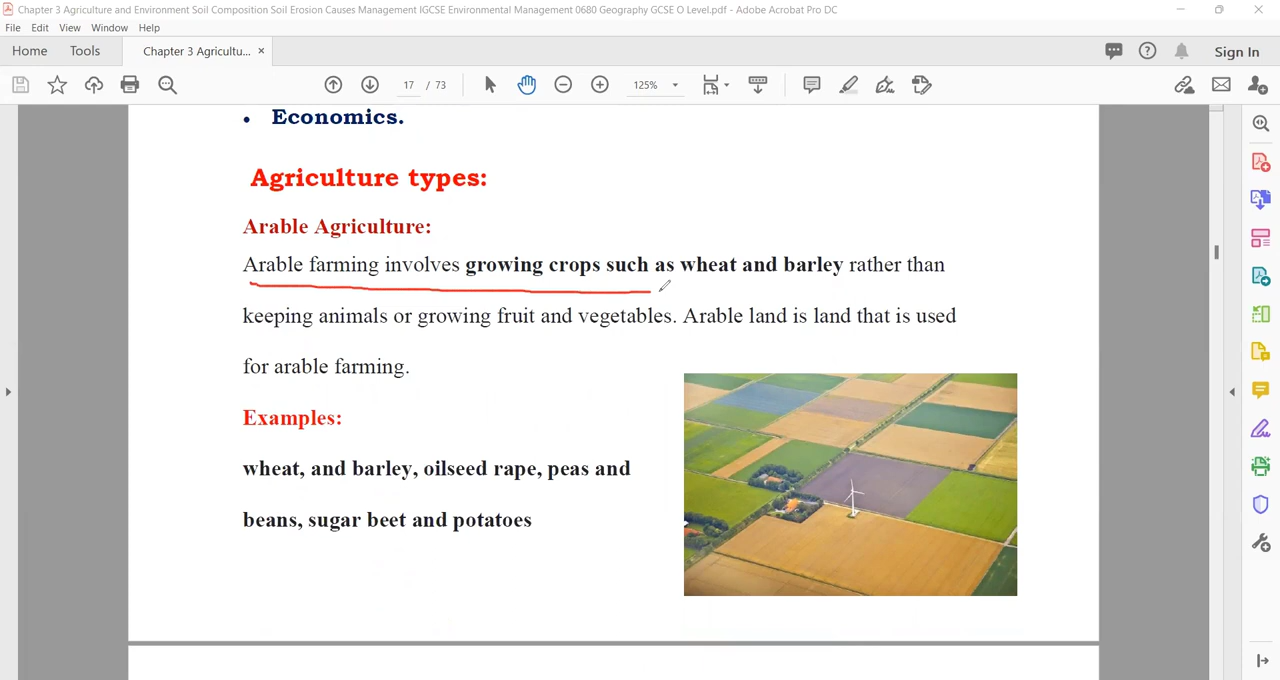 Chapter 3 Agriculture and Environment Soil Composition Soil Erosion Causes Management IGCSE Environmental Management 0680 Geography GCSE O Level.pdf - Adobe Acrobat Pro DC
File Edit View Window Help
Home Tools Chapter 3 Agricultu... ×
Sign In
17 / 73 125%
• Economics.
Agriculture types:
Arable Agriculture:
Arable farming involves growing crops such as wheat and barley rather than
keeping animals or growing fruit and vegetables. Arable land is land that is used
for arable farming.
Examples:
wheat, and barley, oilseed rape, peas and
beans, sugar beet and potatoes